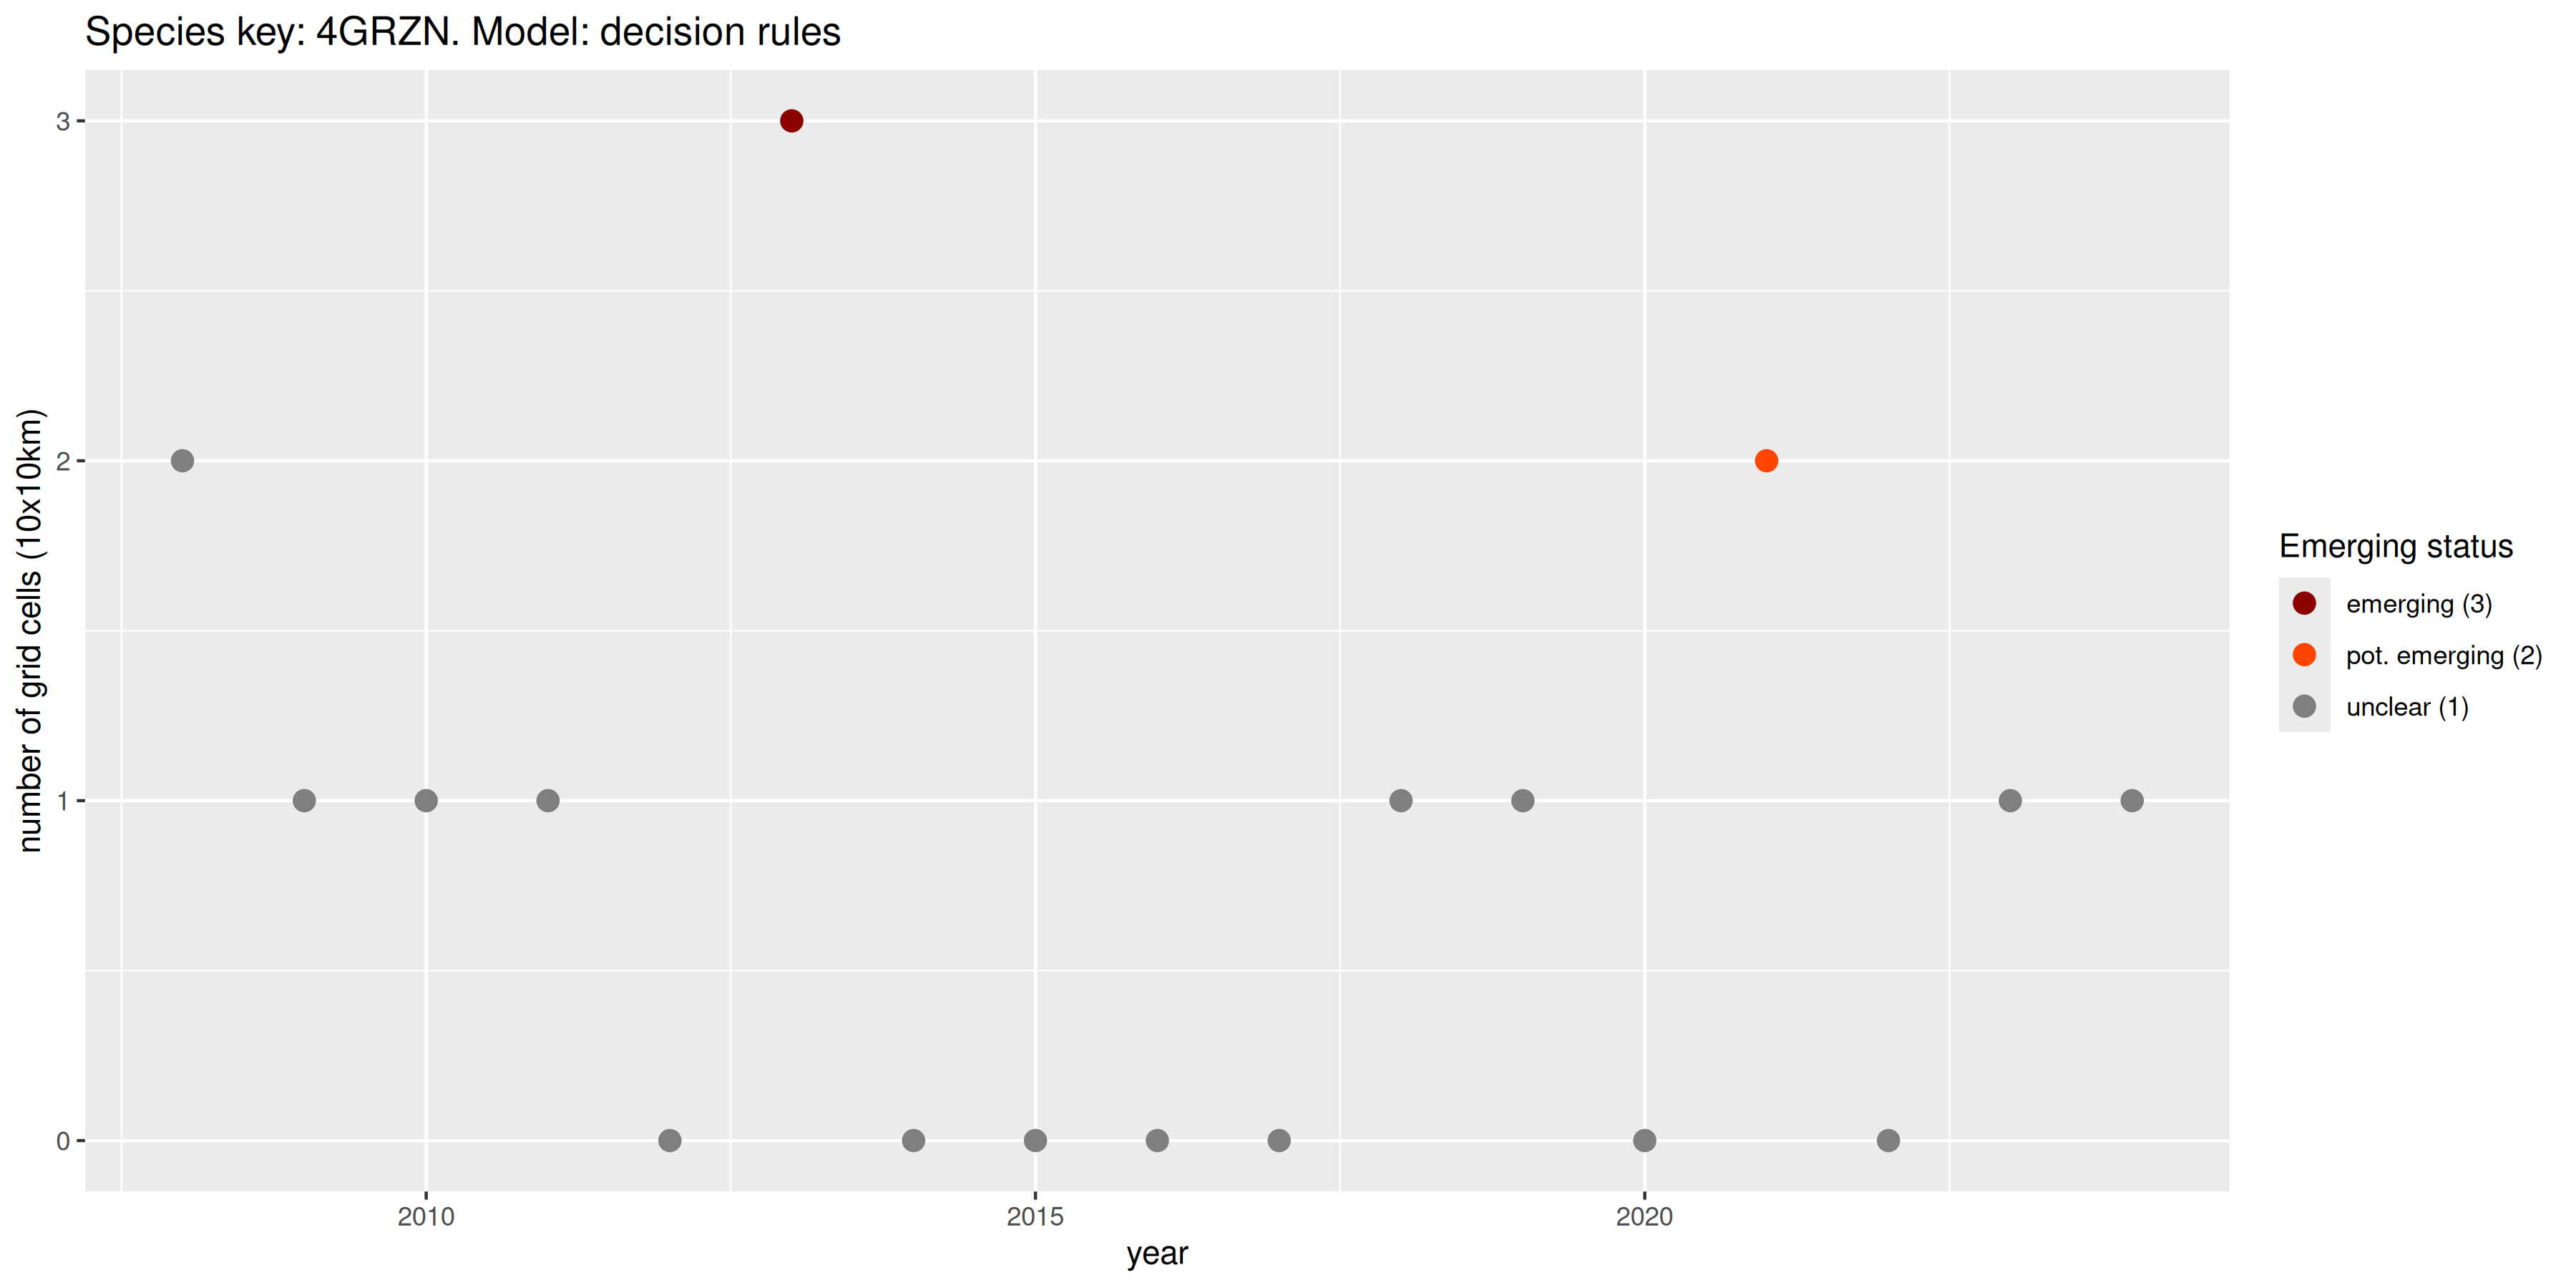 Species key: 4GRZN. Model: decision rules
number of grid cells (10x10km)
3
2
1
0
2010
2015
2020
year
Emerging status
emerging (3)
pot. emerging (2)
unclear (1)